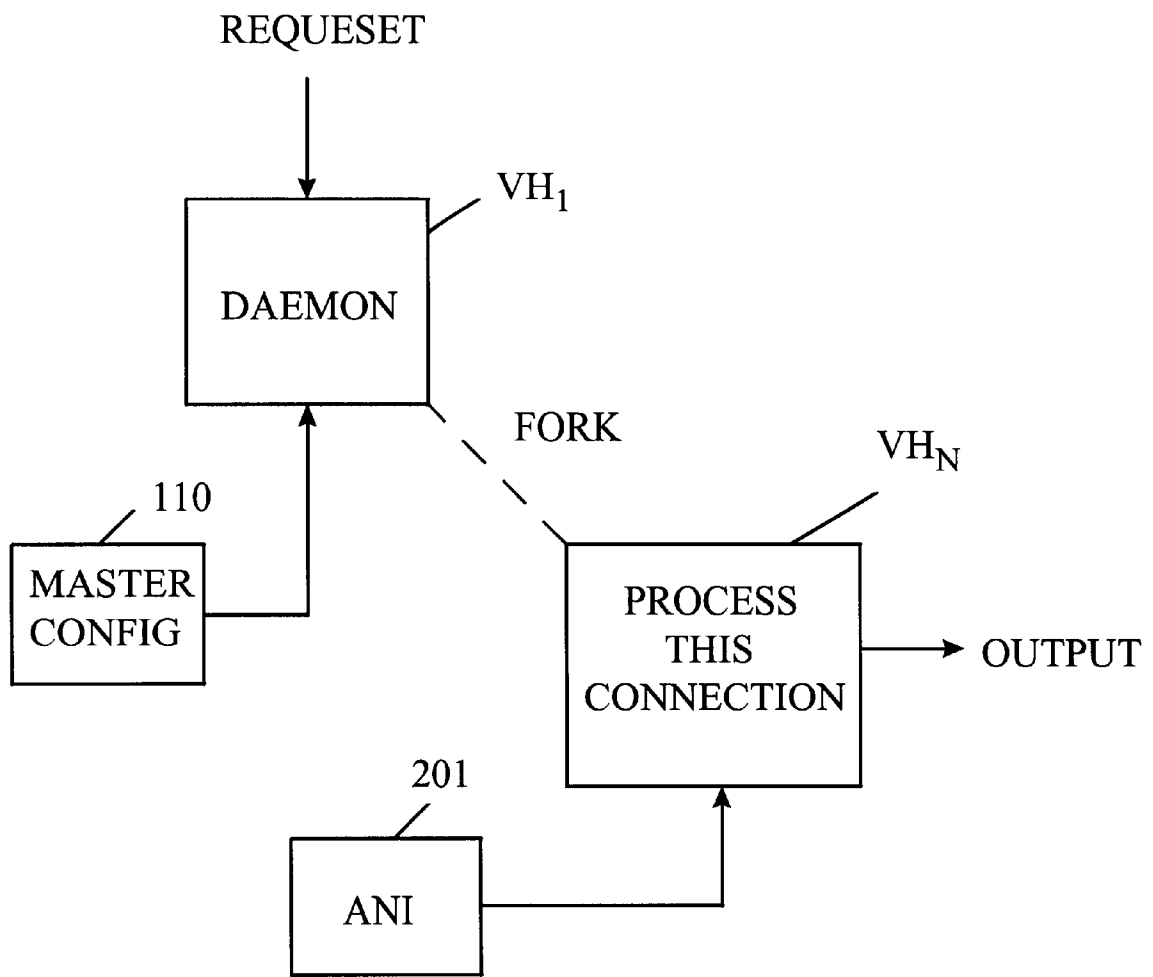 REQUESET
VH1
DAEMON
FORK
VHN
110
MASTER
CONFIG
PROCESS
THIS
CONNECTION
OUTPUT
201
ANI